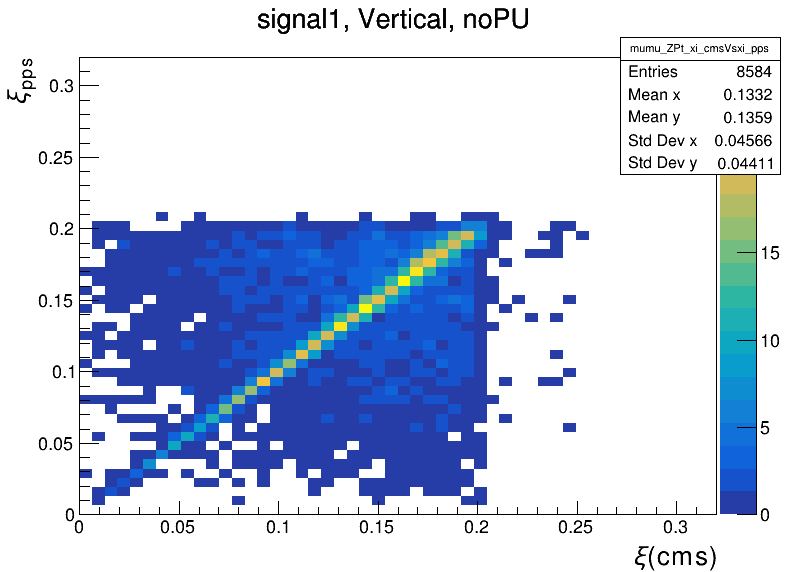 signal1, Vertical, noPU
mumu_ZPt_xi_cmsVsxi_pps
Entries 8584
Mean x 0.1332
Mean y 0.1359
Std Dev x 0.04566
Std Dev y 0.04411
ξpps
0.3
0.25
0.2
0.15
0.1
0.05
0
15
10
5
0
0 0.05 0.1 0.15 0.2 0.25 0.3
ξ(cms)